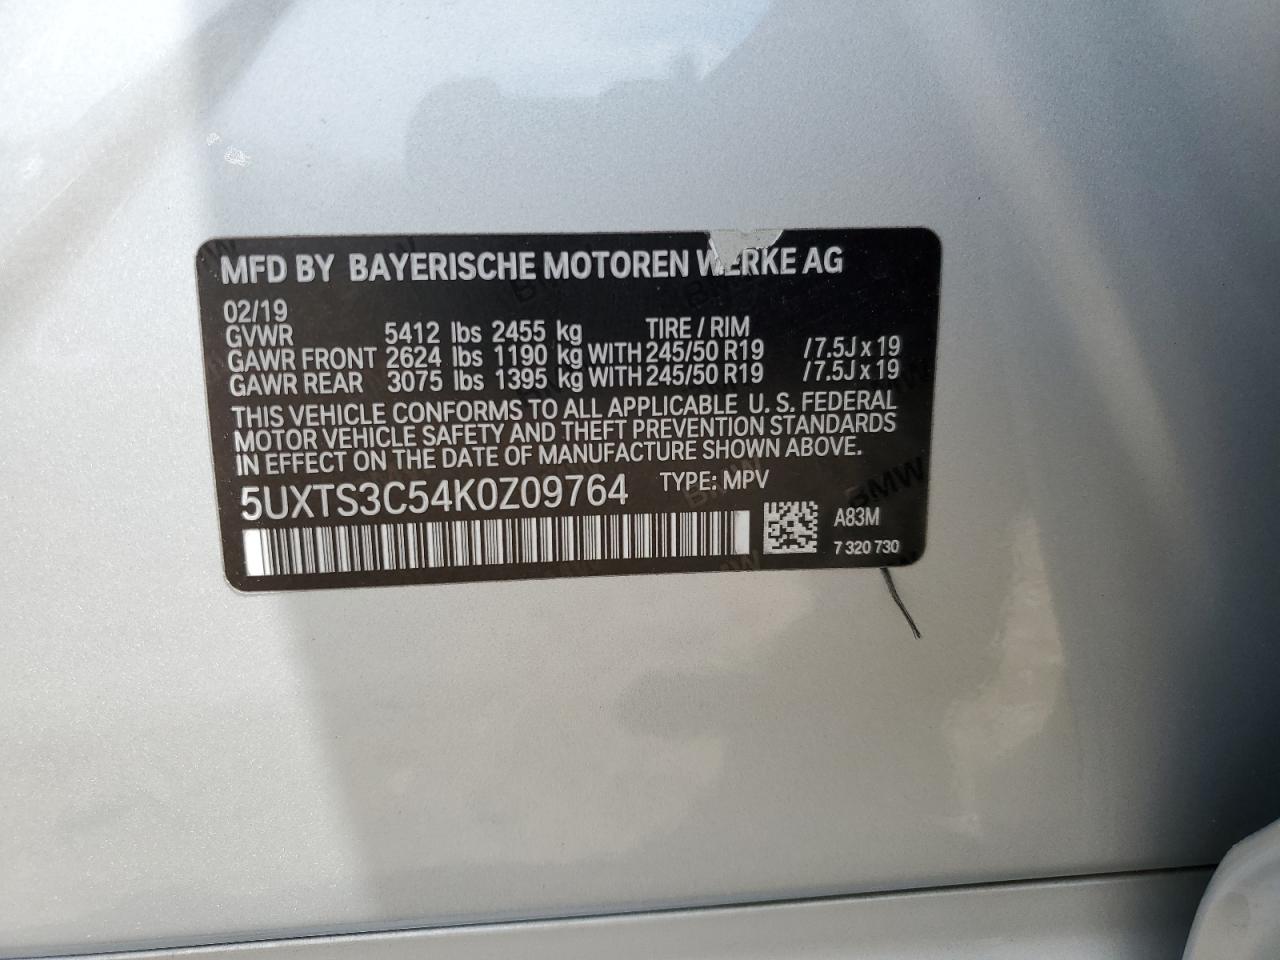 MFD BY BAYERISCHE MOTOREN WERKE AG
02/19
GVWR 5412 lbs 2455 kg TIRE / RIM
GAWR FRONT 2624 lbs 1190 kg WITH 245/50 R19 /7.5J x 19
GAWR REAR 3075 lbs 1395 kg WITH 245/50 R19 /7.5J x 19
THIS VEHICLE CONFORMS TO ALL APPLICABLE U. S. FEDERAL
MOTOR VEHICLE SAFETY AND THEFT PREVENTION STANDARDS
IN EFFECT ON THE DATE OF MANUFACTURE SHOWN ABOVE.
5UXTS3C54K0Z09764 TYPE: MPV
A83M
7 320 730
BMW